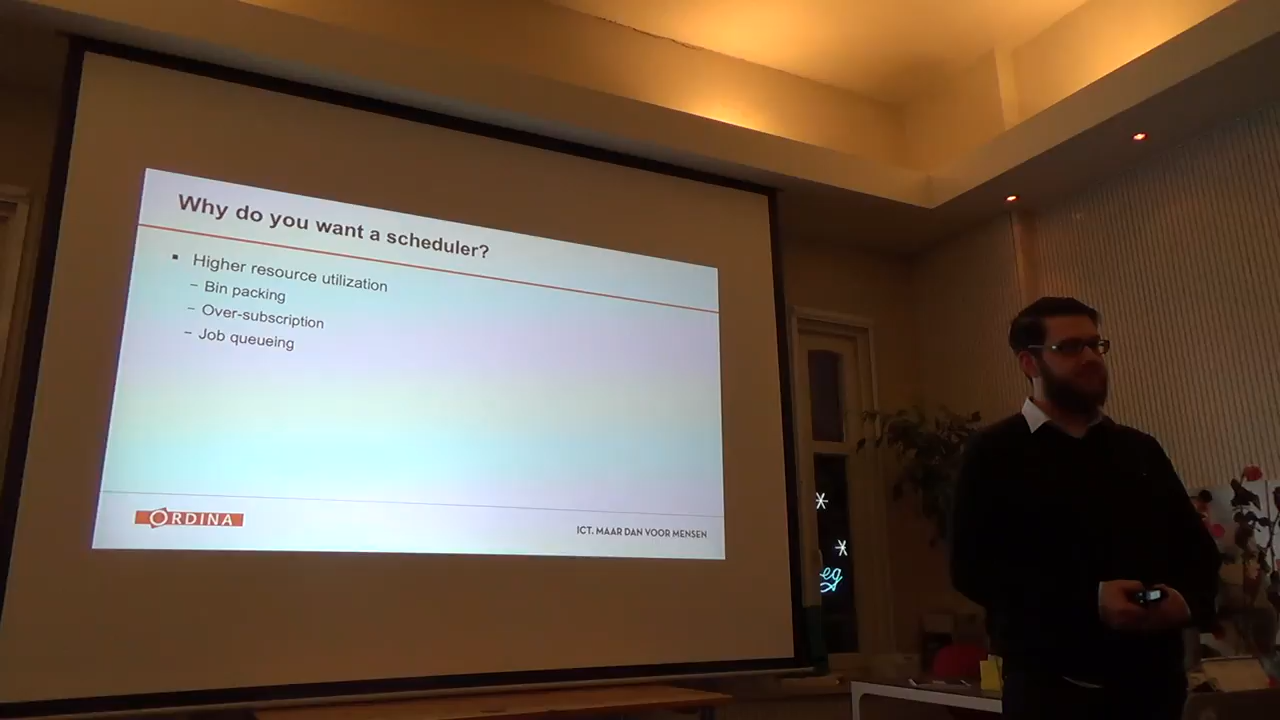 Why do you want a scheduler?
▪ Higher resource utilization
– Bin packing
– Over-subscription
– Job queueing
ORDINA
ICT. MAAR DAN VOOR MENSEN
eg